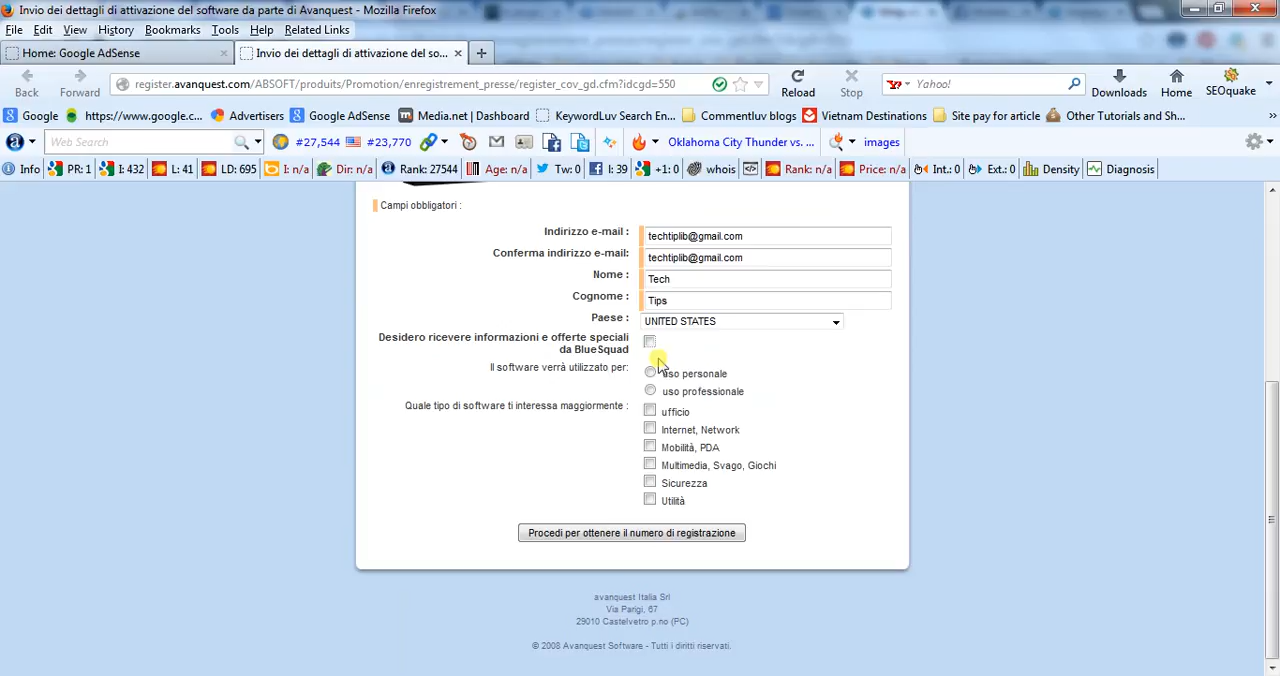 Invio dei dettagli di attivazione del software da parte di Avanquest - Mozilla Firefox
File Edit View History Bookmarks Tools Help Related Links
Home: Google AdSense Invio dei dettagli di attivazione del so...
Back Forward register.avanquest.com/ABSOFT/produits/Promotion/enregistrement_presse/register_cov_gd.cfm?idcgd=550 Reload Stop Yahoo! Downloads Home SEOquake
Google https://www.google.c... Advertisers Google AdSense Media.net | Dashboard KeywordLuv Search En... Commentluv blogs Vietnam Destinations Site pay for article Other Tutorials and Sh...
Web Search #27,544 #23,770 Oklahoma City Thunder vs. ... images
Info PR: 1 I: 432 L: 41 LD: 695 I: n/a Dir: n/a Rank: 27544 Age: n/a Tw: 0 I: 39 +1: 0 whois Rank: n/a Price: n/a Int.: 0 Ext.: 0 Density Diagnosis
Campi obbligatori :
Indirizzo e-mail : techtiplib@gmail.com
Conferma indirizzo e-mail: techtiplib@gmail.com
Nome : Tech
Cognome : Tips
Paese : UNITED STATES
Desidero ricevere informazioni e offerte speciali
da BlueSquad
Il software verrà utilizzato per: uso personale
uso professionale
Quale tipo di software ti interessa maggiormente : ufficio
Internet, Network
Mobilità, PDA
Multimedia, Svago, Giochi
Sicurezza
Utilità
Procedi per ottenere il numero di registrazione
avanquest Italia Srl
Via Parigi, 67
29010 Castelvetro p.no (PC)
© 2008 Avanquest Software - Tutti i diritti riservati.